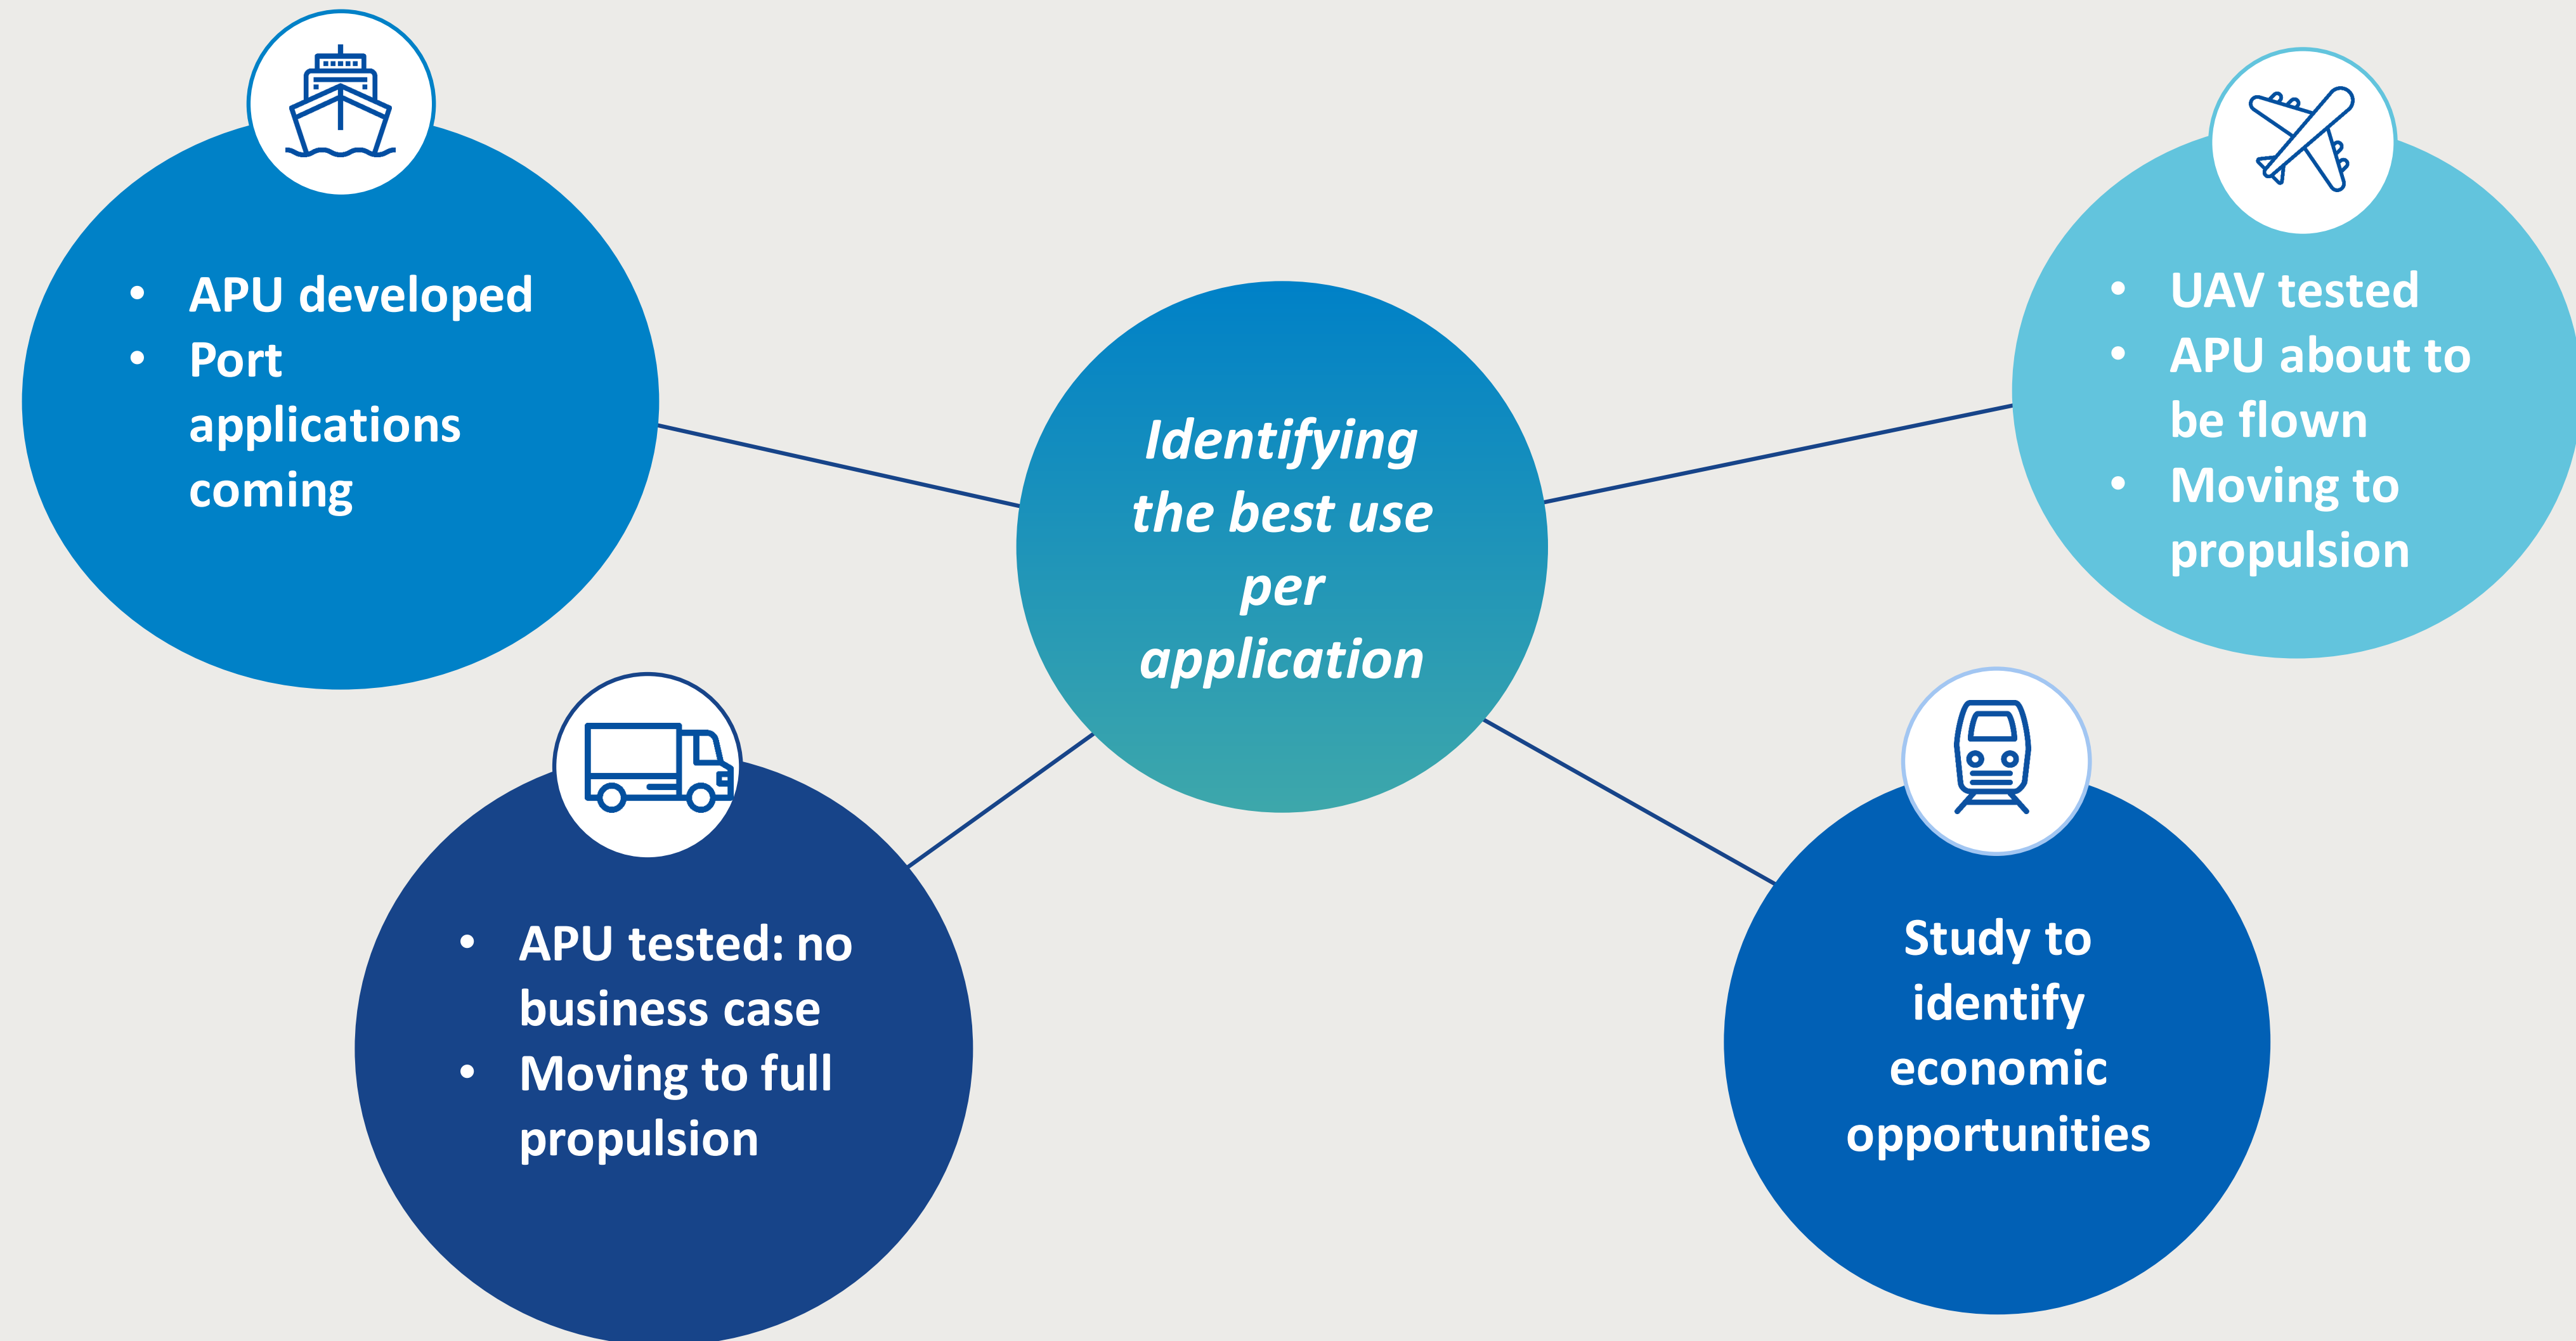 • APU developed
• Port
applications
coming
Identifying
the best use
per
application
• UAV tested
• APU about to
be flown
• Moving to
propulsion
• APU tested: no
business case
• Moving to full
propulsion
Study to
identify
economic
opportunities